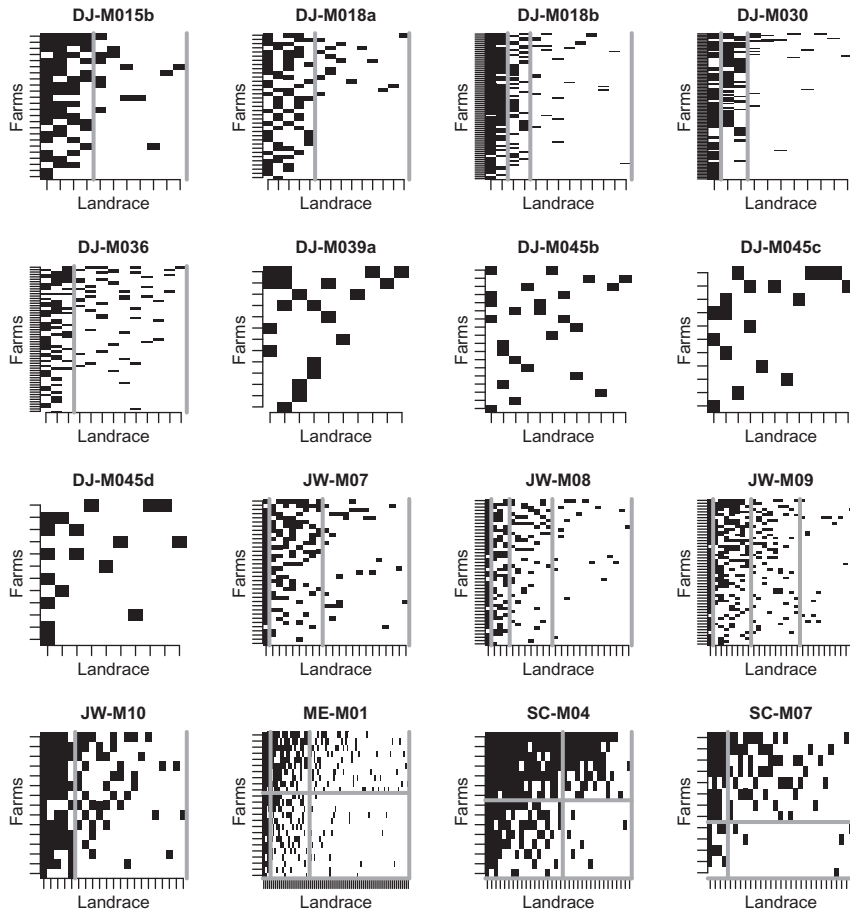 DJ-M015b DJ-M018a DJ-M018b DJ-M030
Farms Farms Farms Farms
Landrace Landrace Landrace Landrace
DJ-M036 DJ-M039a DJ-M045b DJ-M045c
Farms Farms Farms Farms
Landrace Landrace Landrace Landrace
DJ-M045d JW-M07 JW-M08 JW-M09
Farms Farms Farms Farms
Landrace Landrace Landrace Landrace
JW-M10 ME-M01 SC-M04 SC-M07
Farms Farms Farms Farms
Landrace Landrace Landrace Landrace